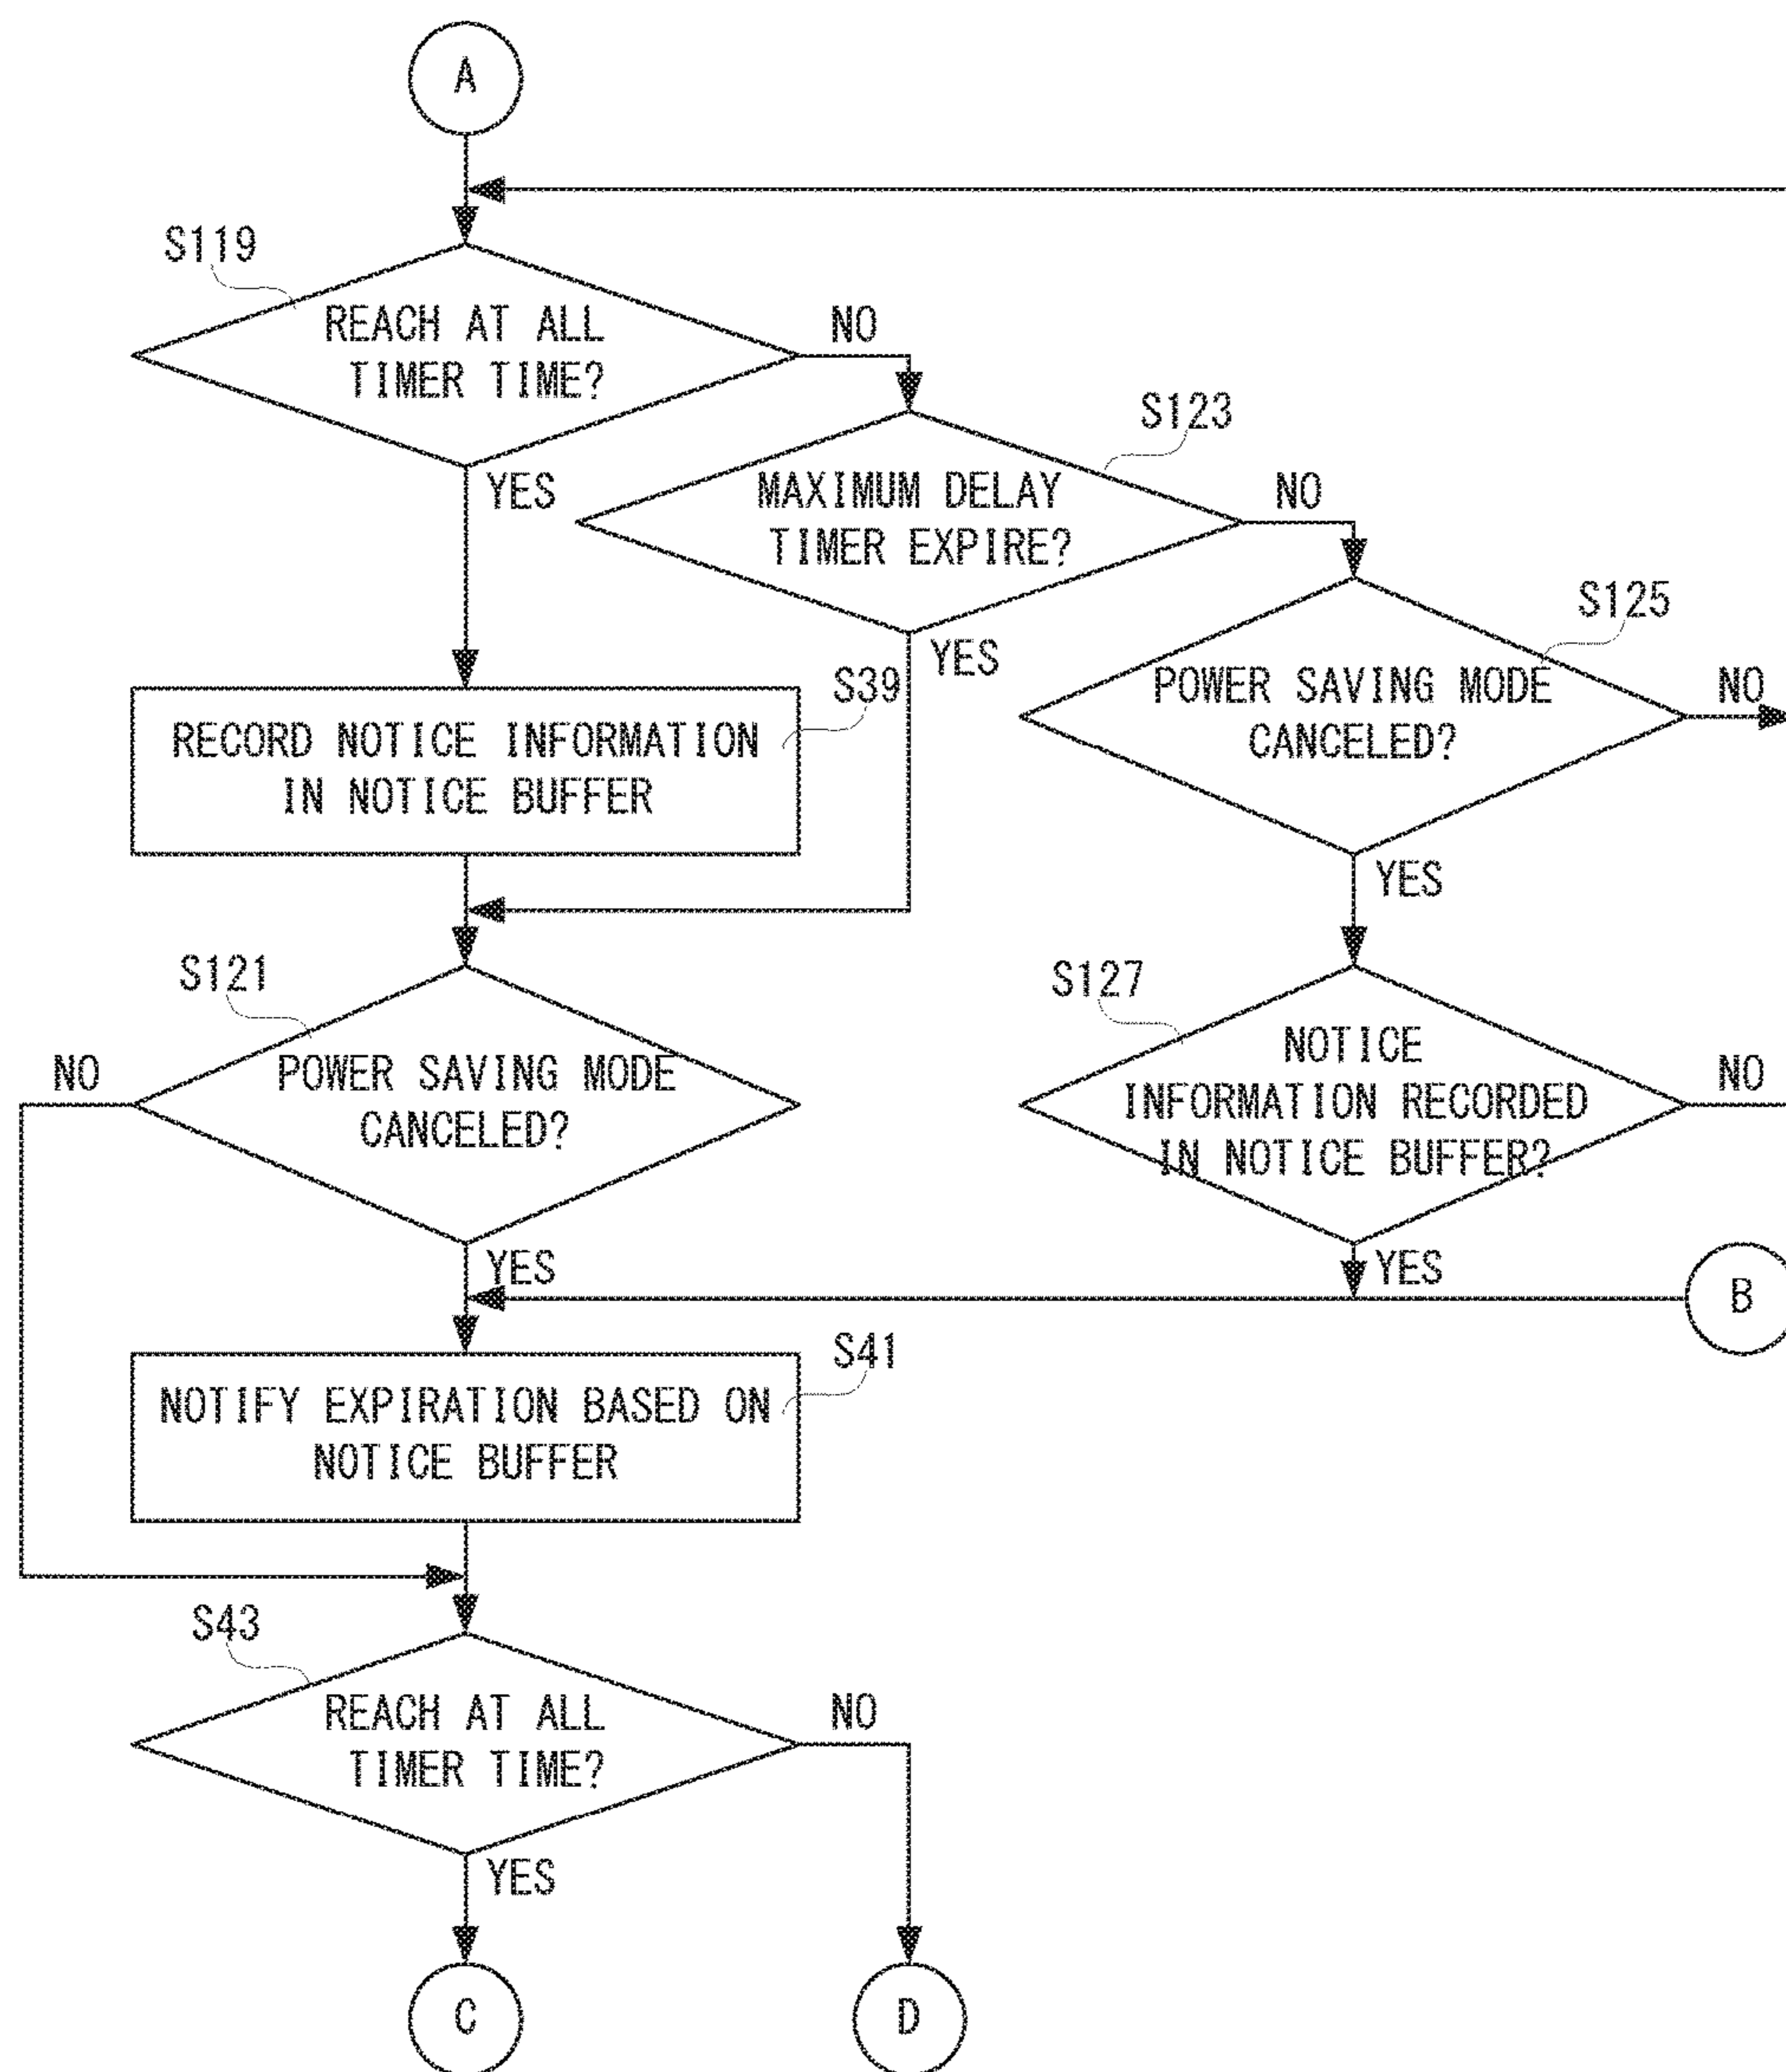 A
S119
REACH AT ALL
TIMER TIME?
NO
YES
S123
MAXIMUM DELAY
TIMER EXPIRE?
NO
YES
S125
POWER SAVING MODE
CANCELED?
NO
YES
S39
RECORD NOTICE INFORMATION
IN NOTICE BUFFER
S121
POWER SAVING MODE
CANCELED?
NO
YES
S127
NOTICE
INFORMATION RECORDED
IN NOTICE BUFFER?
NO
YES
B
S41
NOTIFY EXPIRATION BASED ON
NOTICE BUFFER
S43
REACH AT ALL
TIMER TIME?
NO
YES
C
D